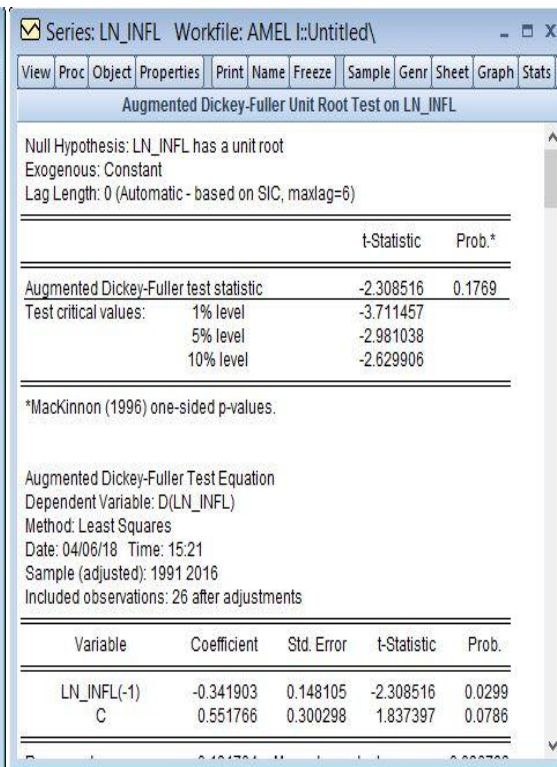 Series: LN_INFL Workfile: AMEL I::Untitled\
View Proc Object Properties Print Name Freeze Sample Genr Sheet Graph Stats
Augmented Dickey-Fuller Unit Root Test on LN_INFL
Null Hypothesis: LN_INFL has a unit root
Exogenous: Constant
Lag Length: 0 (Automatic - based on SIC, maxlag=6)
t-Statistic Prob.*
Augmented Dickey-Fuller test statistic -2.308516 0.1769
Test critical values: 1% level -3.711457
5% level -2.981038
10% level -2.629906
*MacKinnon (1996) one-sided p-values.
Augmented Dickey-Fuller Test Equation
Dependent Variable: D(LN_INFL)
Method: Least Squares
Date: 04/06/18 Time: 15:21
Sample (adjusted): 1991 2016
Included observations: 26 after adjustments
Variable Coefficient Std. Error t-Statistic Prob.
LN_INFL(-1) -0.341903 0.148105 -2.308516 0.0299
C 0.551766 0.300298 1.837397 0.0786